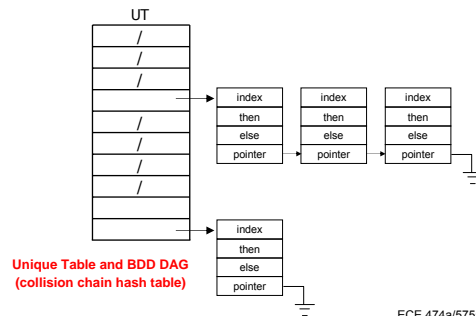 UT
/
/
/
index index index
then then then
/
else else else
/
pointer pointer pointer
/
/
index
then
Unique Table and BDD DAG
else
(collision chain hash table)
pointer
ECE 474a/575